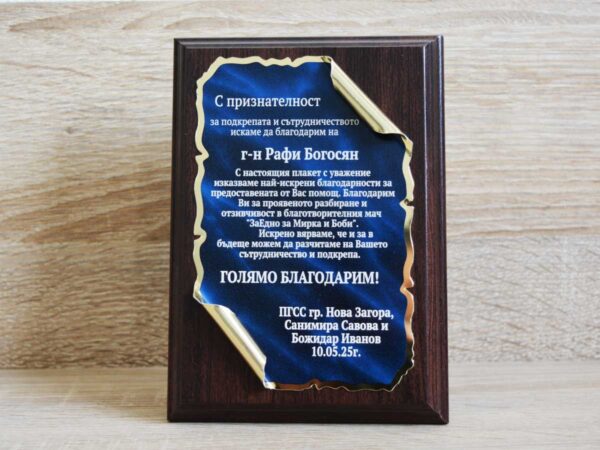 С признателност
за подкрепата и сътрудничеството
искаме да благодарим на
г-н Рафи Богосян
С настоящия плакет с уважение
изказваме най-искрени благодарности за
предоставената от Вас помощ. Благодарим
Ви за проявеното разбиране и
отзивчивост в благотворителния мач
"ЗаЕдно за Мирка и Боби".
Искрено вярваме, че и за в
бъдеще можем да разчитаме на Вашето
сътрудничество и подкрепа.
ГОЛЯМО БЛАГОДАРИМ!
ПГСС гр. Нова Загора,
Санимира Савова и
Божидар Иванов
10.05.25г.